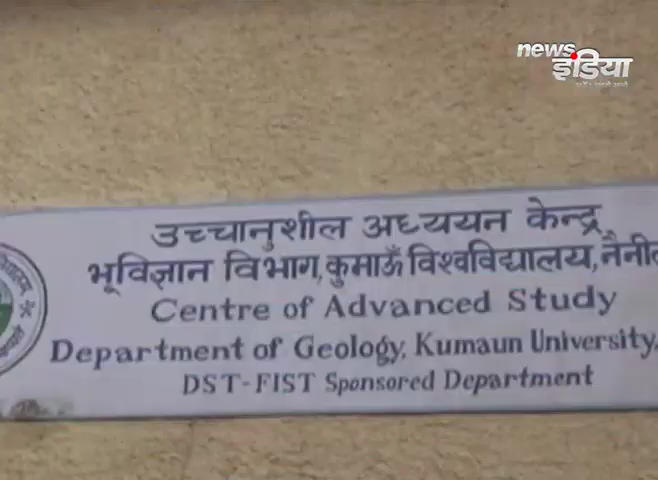 news
इंडिया
उच्चानुशील अध्ययन केन्द्र
भूविज्ञान विभाग, कुमाऊँ विश्वविद्यालय, नैनी
Centre of Advanced Study
Department of Geology, Kumaun University,
DST-FIST Sponsored Department